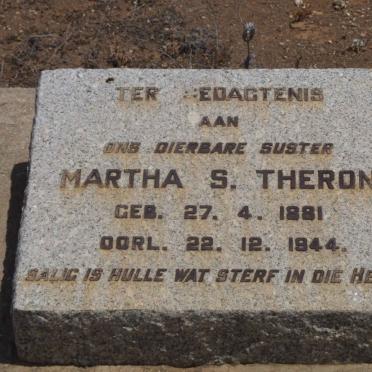 TER GEDAGTENIS
AAN
ONS DIERBARE SUSTER
MARTHA S. THERON
GEB. 27. 4. 1881
OORL. 22. 12. 1944.
SALIG IS HULLE WAT STERF IN DIE